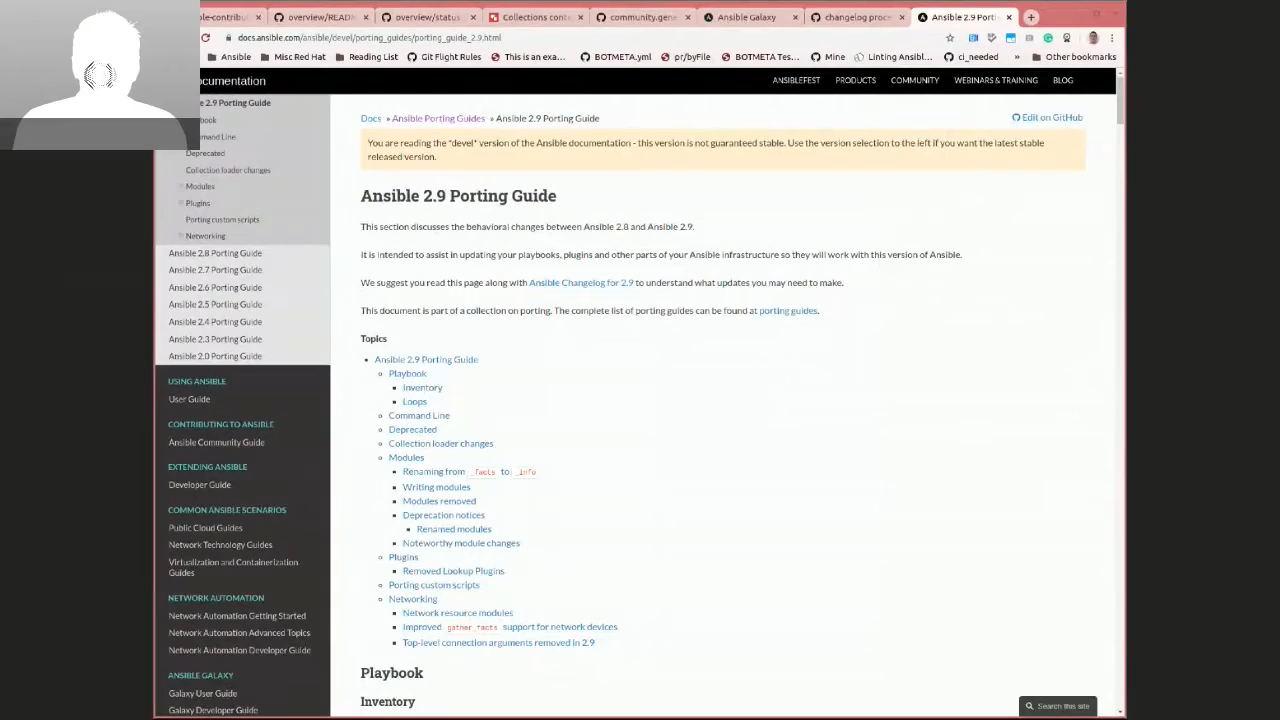 ble-contribut
overview/READM
overview/status
Collections cont
community.gene
Ansible Galaxy
changelog proce
Ansible 2.9 Porti
docs.ansible.com/ansible/devel/porting_guides/porting_guide_2.9.html
Ansible
Misc Red Hat
Reading List
Git Flight Rules
This is an exa...
BOTMETA.yml
pr/byFile
BOTMETA Tes...
Mine
Linting Ansibl...
ci_needed
»
Other bookmarks
ocumentation
ANSIBLEFEST
PRODUCTS
COMMUNITY
WEBINARS & TRAINING
BLOG
e 2.9 Porting Guide
book
mmand Line
Deprecated
Collection loader changes
Modules
Plugins
Porting custom scripts
Networking
Ansible 2.8 Porting Guide
Ansible 2.7 Porting Guide
Ansible 2.6 Porting Guide
Ansible 2.5 Porting Guide
Ansible 2.4 Porting Guide
Ansible 2.3 Porting Guide
Ansible 2.0 Porting Guide
USING ANSIBLE
User Guide
CONTRIBUTING TO ANSIBLE
Ansible Community Guide
EXTENDING ANSIBLE
Developer Guide
COMMON ANSIBLE SCENARIOS
Public Cloud Guides
Network Technology Guides
Virtualization and Containerization
Guides
NETWORK AUTOMATION
Network Automation Getting Started
Network Automation Advanced Topics
Network Automation Developer Guide
ANSIBLE GALAXY
Galaxy User Guide
Galaxy Developer Guide
Docs » Ansible Porting Guides » Ansible 2.9 Porting Guide
Edit on GitHub
You are reading the *devel* version of the Ansible documentation - this version is not guaranteed stable. Use the version selection to the left if you want the latest stable
released version.
Ansible 2.9 Porting Guide
This section discusses the behavioral changes between Ansible 2.8 and Ansible 2.9.
It is intended to assist in updating your playbooks, plugins and other parts of your Ansible infrastructure so they will work with this version of Ansible.
We suggest you read this page along with Ansible Changelog for 2.9 to understand what updates you may need to make.
This document is part of a collection on porting. The complete list of porting guides can be found at porting guides.
Topics
Ansible 2.9 Porting Guide
Playbook
Inventory
Loops
Command Line
Deprecated
Collection loader changes
Modules
Renaming from _facts to _info
Writing modules
Modules removed
Deprecation notices
Renamed modules
Noteworthy module changes
Plugins
Removed Lookup Plugins
Porting custom scripts
Networking
Network resource modules
Improved gather_facts support for network devices
Top-level connection arguments removed in 2.9
Playbook
Inventory
Search this site